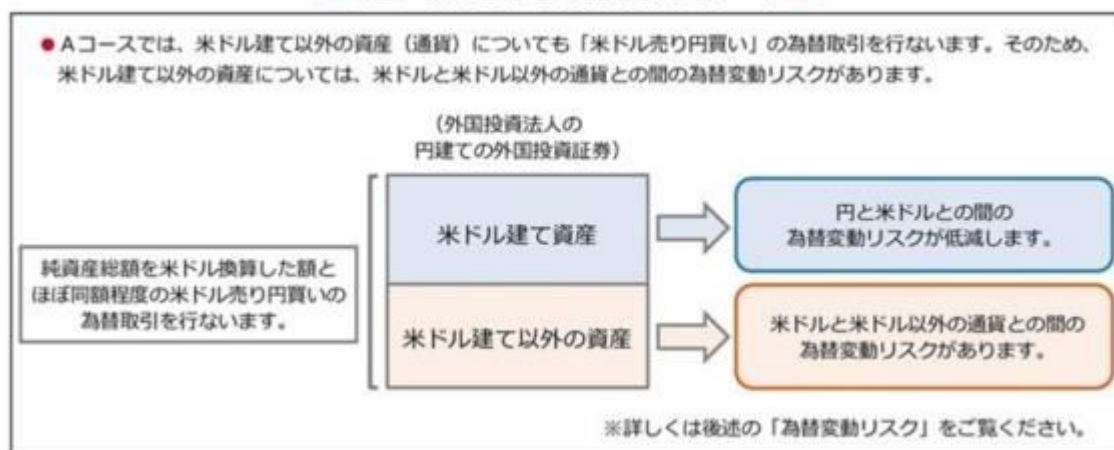 ●Aコースでは、米ドル建て以外の資産（通貨）についても「米ドル売り円買い」の為替取引を行ないます。そのため、
米ドル建て以外の資産については、米ドルと米ドル以外の通貨との間の為替変動リスクがあります。
（外国投資法人の
円建ての外国投資証券）
純資産総額を米ドル換算した額と
ほぼ同額程度の米ドル売り円買いの
為替取引を行ないます。
米ドル建て資産
円と米ドルとの間の
為替変動リスクが低減します。
米ドル建て以外の資産
米ドルと米ドル以外の通貨との間の
為替変動リスクがあります。
※詳しくは後述の「為替変動リスク」をご覧ください。